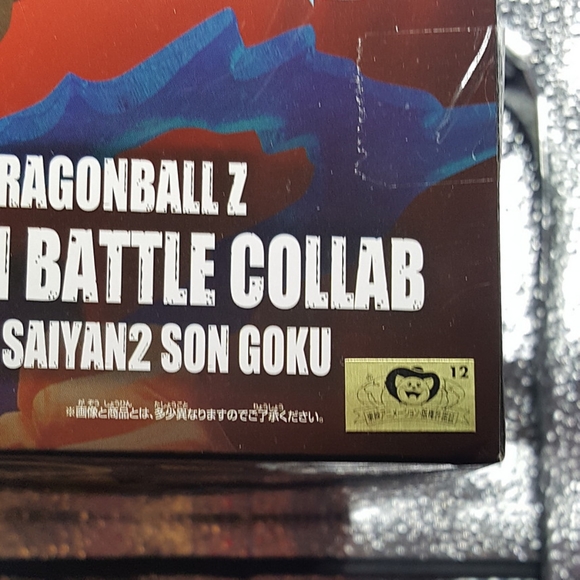 RAGONBALL Z
BATTLE COLLAB
SAIYAN2 SON GOKU
12
※画像と商品とは、多少異なりますのでご了承ください。